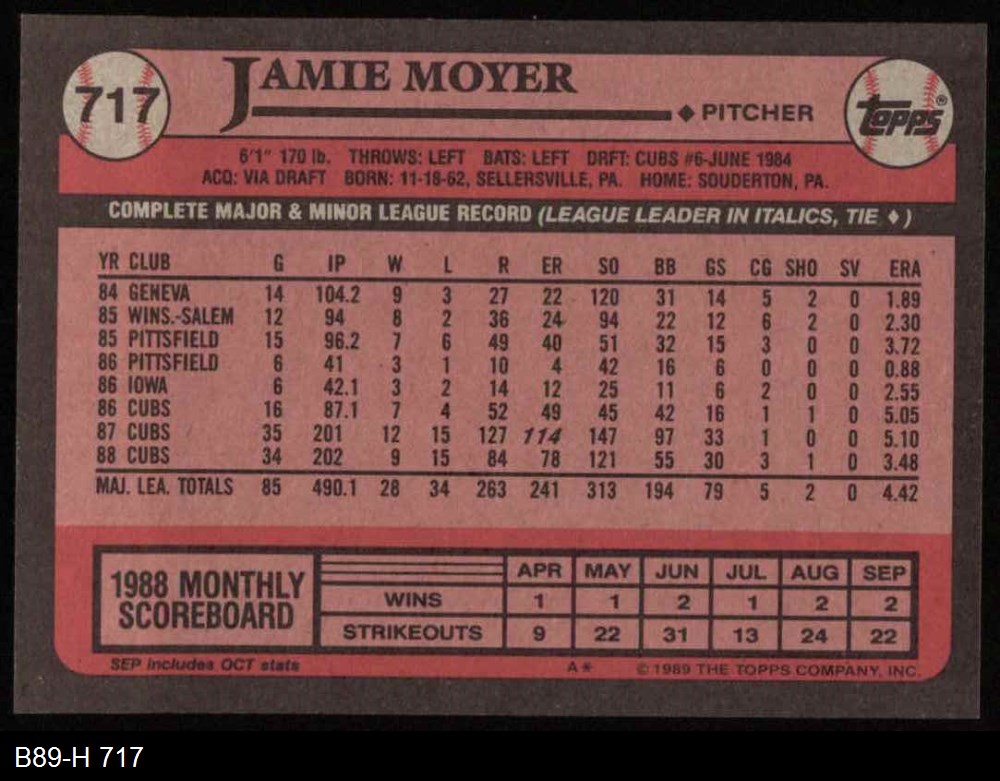 717
JAMIE MOYER
◆ PITCHER
topps®
6'1" 170 lb. THROWS: LEFT BATS: LEFT DRFT: CUBS #6-JUNE 1984
ACQ: VIA DRAFT BORN: 11-18-62, SELLERSVILLE, PA. HOME: SOUDERTON, PA.
COMPLETE MAJOR & MINOR LEAGUE RECORD (LEAGUE LEADER IN ITALICS, TIE ♦)
YR CLUB G IP W L R ER SO BB GS CG SHO SV ERA
84 GENEVA 14 104.2 9 3 27 22 120 31 14 5 2 0 1.89
85 WINS.-SALEM 12 94 8 2 36 24 94 22 12 6 2 0 2.30
85 PITTSFIELD 15 96.2 7 6 49 40 51 32 15 3 0 0 3.72
86 PITTSFIELD 6 41 3 1 10 4 42 16 6 0 0 0 0.88
86 IOWA 6 42.1 3 2 14 12 25 11 6 2 0 0 2.55
86 CUBS 16 87.1 7 4 52 49 45 42 16 1 1 0 5.05
87 CUBS 35 201 12 15 127 114 147 97 33 1 0 0 5.10
88 CUBS 34 202 9 15 84 78 121 55 30 3 1 0 3.48
MAJ. LEA. TOTALS 85 490.1 28 34 263 241 313 194 79 5 2 0 4.42
1988 MONTHLY SCOREBOARD
APR MAY JUN JUL AUG SEP
WINS 1 1 2 1 2 2
STRIKEOUTS 9 22 31 13 24 22
SEP includes OCT stats
A* © 1989 THE TOPPS COMPANY, INC.
B89-H 717